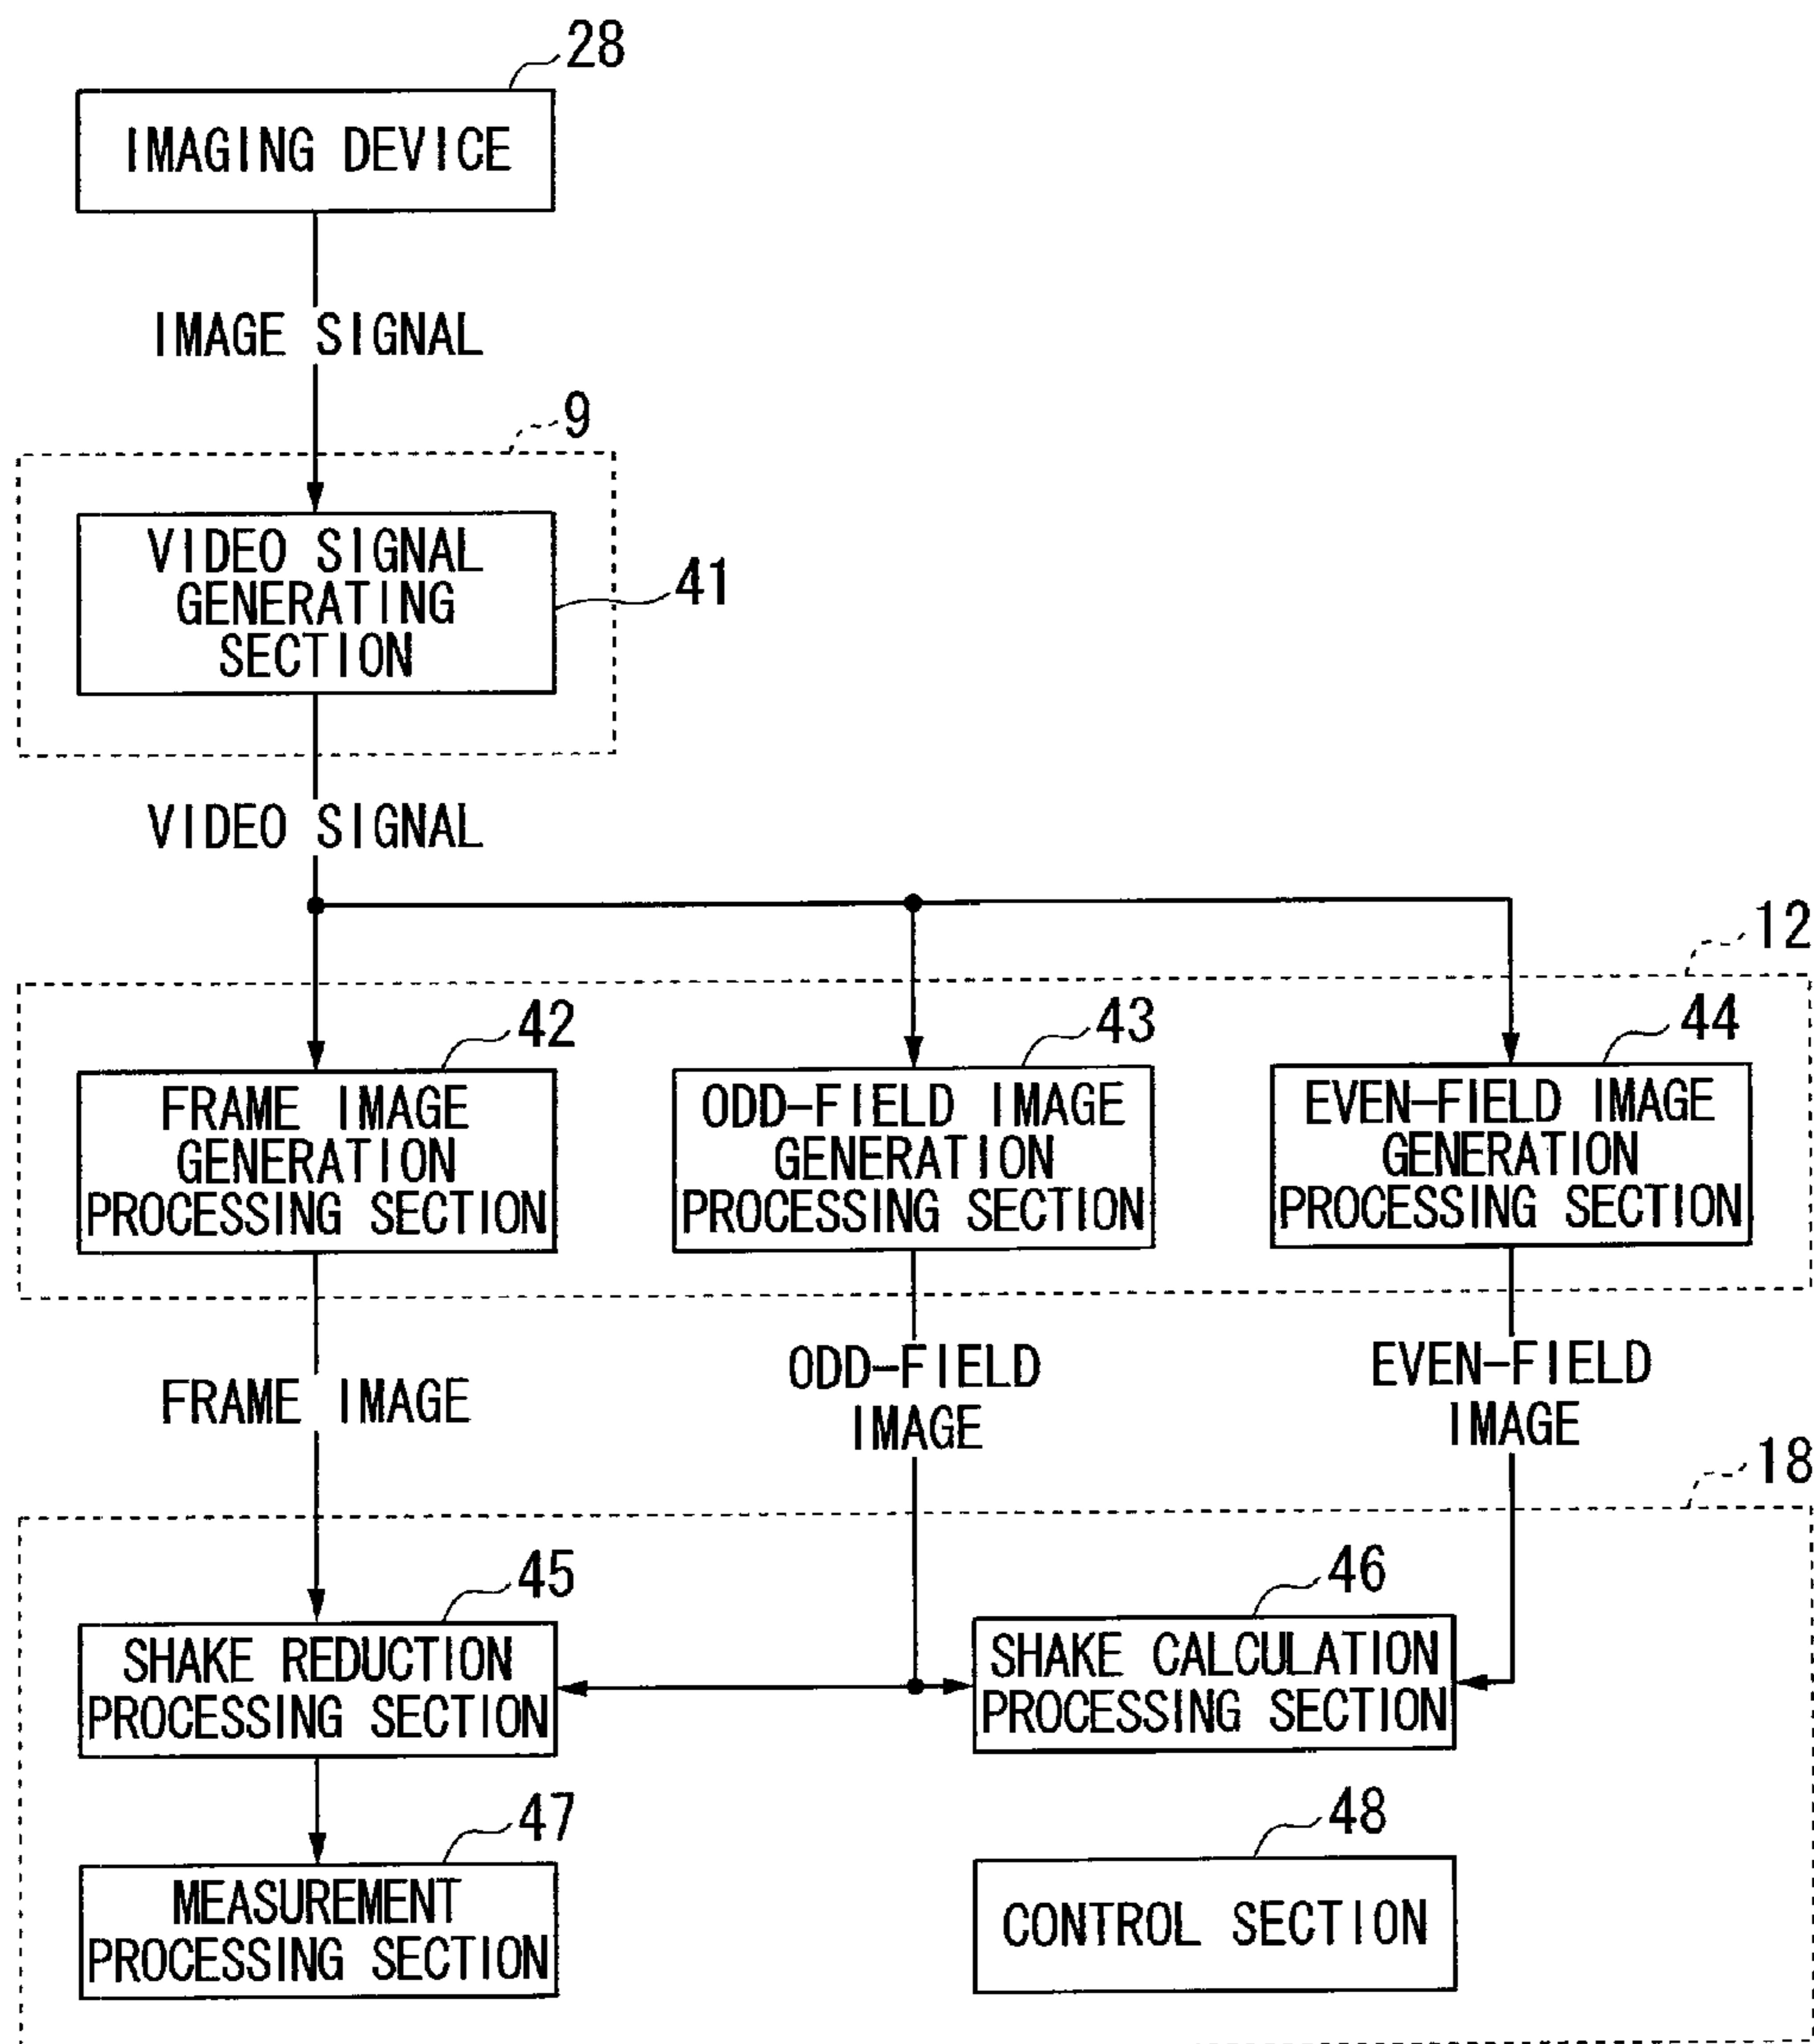 28
IMAGING DEVICE
IMAGE SIGNAL
9
VIDEO SIGNAL
GENERATING
SECTION
41
VIDEO SIGNAL
12
42
FRAME IMAGE
GENERATION
PROCESSING SECTION
43
ODD-FIELD IMAGE
GENERATION
PROCESSING SECTION
44
EVEN-FIELD IMAGE
GENERATION
PROCESSING SECTION
FRAME IMAGE
ODD-FIELD
IMAGE
EVEN-FIELD
IMAGE
18
45
SHAKE REDUCTION
PROCESSING SECTION
46
SHAKE CALCULATION
PROCESSING SECTION
47
MEASUREMENT
PROCESSING SECTION
48
CONTROL SECTION